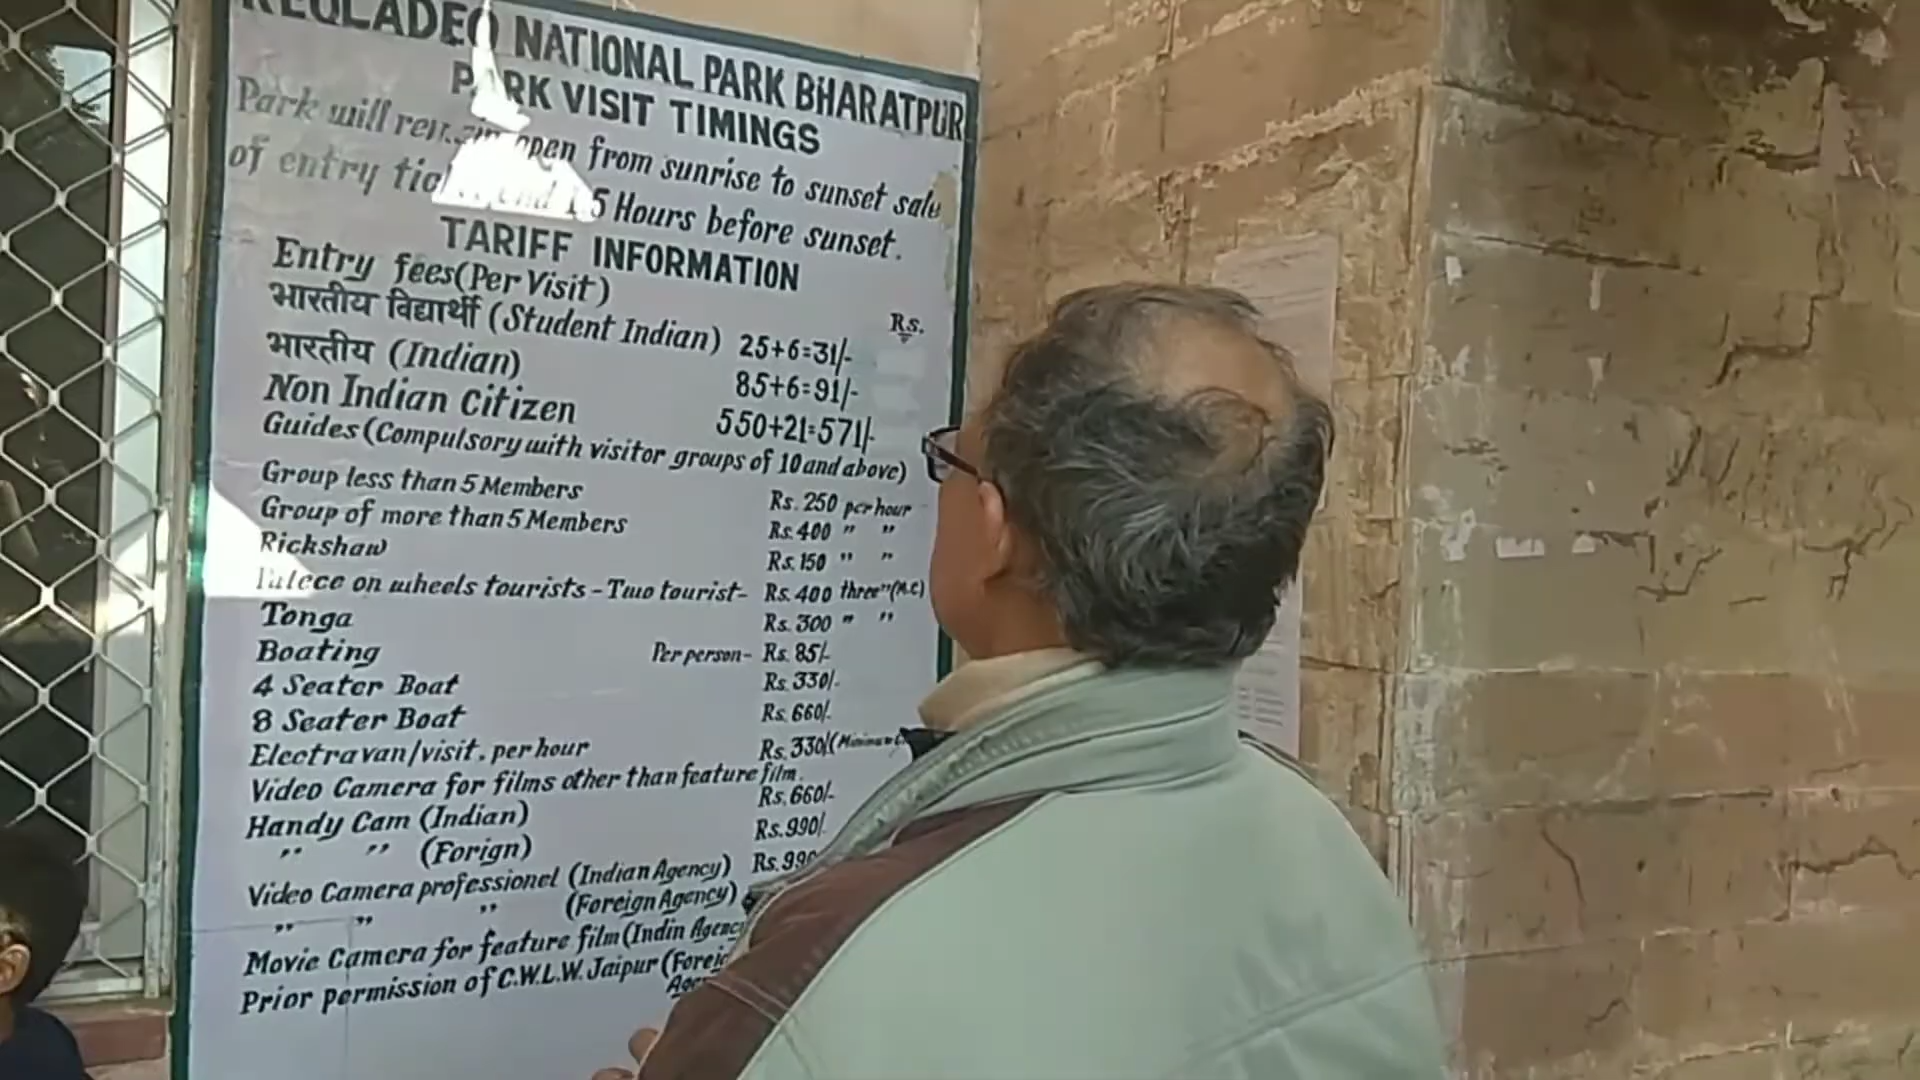 NATIONAL PARK BHARATPUR
PARK VISIT TIMINGS
Park will remain open from sunrise to sunset sale
of entry 1.5 Hours before sunset.
TARIFF INFORMATION
Entry fees (Per Visit) Rs.
भारतीय विद्यार्थी (Student Indian) 25+6=31/-
भारतीय (Indian) 85+6=91/-
Non Indian Citizen 550+21=571/-
Guides (Compulsory with visitor groups of 10 and above)
Group less than 5 Members Rs. 250 per hour
Group of more than 5 Members Rs. 400 " "
Rickshaw Rs. 150 " "
on wheels tourists - Two tourist - Rs. 400 three" (M.C)
Tonga Rs. 300 " "
Boating Per person - Rs. 85/-
4 Seater Boat Rs. 330/-
8 Seater Boat Rs. 660/-
Electravan/visit. per hour Rs. 330/-
Video Camera for films other than feature film.
Rs. 660/-
Handy Cam (Indian) Rs. 990/-
" " (Forign)
Video Camera professionel (Indian Agency)
" " " (Foreign Agency)
Movie Camera for feature film (Indin
Prior permission of C.W.L.W. Jaipur